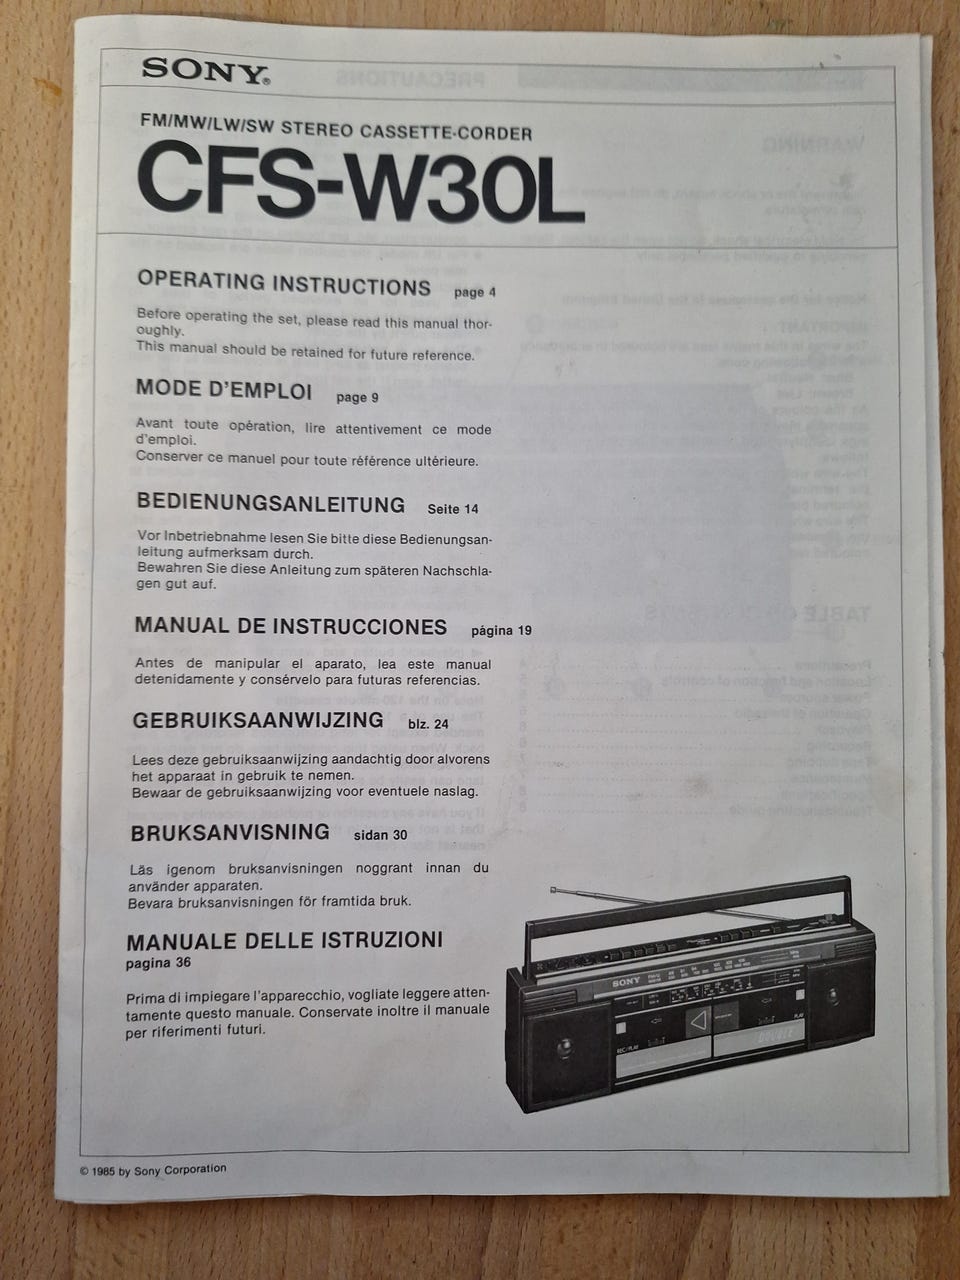 SONY®
FM/MW/LW/SW STEREO CASSETTE-CORDER
CFS-W30L
OPERATING INSTRUCTIONS page 4
Before operating the set, please read this manual thor-
oughly.
This manual should be retained for future reference.
MODE D'EMPLOI page 9
Avant toute opération, lire attentivement ce mode
d'emploi.
Conserver ce manuel pour toute référence ultérieure.
BEDIENUNGSANLEITUNG Seite 14
Vor Inbetriebnahme lesen Sie bitte diese Bedienungsan-
leitung aufmerksam durch.
Bewahren Sie diese Anleitung zum späteren Nachschla-
gen gut auf.
MANUAL DE INSTRUCCIONES página 19
Antes de manipular el aparato, lea este manual
detenidamente y consérvelo para futuras referencias.
GEBRUIKSAANWIJZING blz. 24
Lees deze gebruiksaanwijzing aandachtig door alvorens
het apparaat in gebruik te nemen.
Bewaar de gebruiksaanwijzing voor eventuele naslag.
BRUKSANVISNING sidan 30
Läs igenom bruksanvisningen noggrant innan du
använder apparaten.
Bevara bruksanvisningen för framtida bruk.
MANUALE DELLE ISTRUZIONI
pagina 36
Prima di impiegare l'apparecchio, vogliate leggere atten-
tamente questo manuale. Conservate inoltre il manuale
per riferimenti futuri.
SONY
REC/PLAY
PLAY
DOUBLE
© 1985 by Sony Corporation